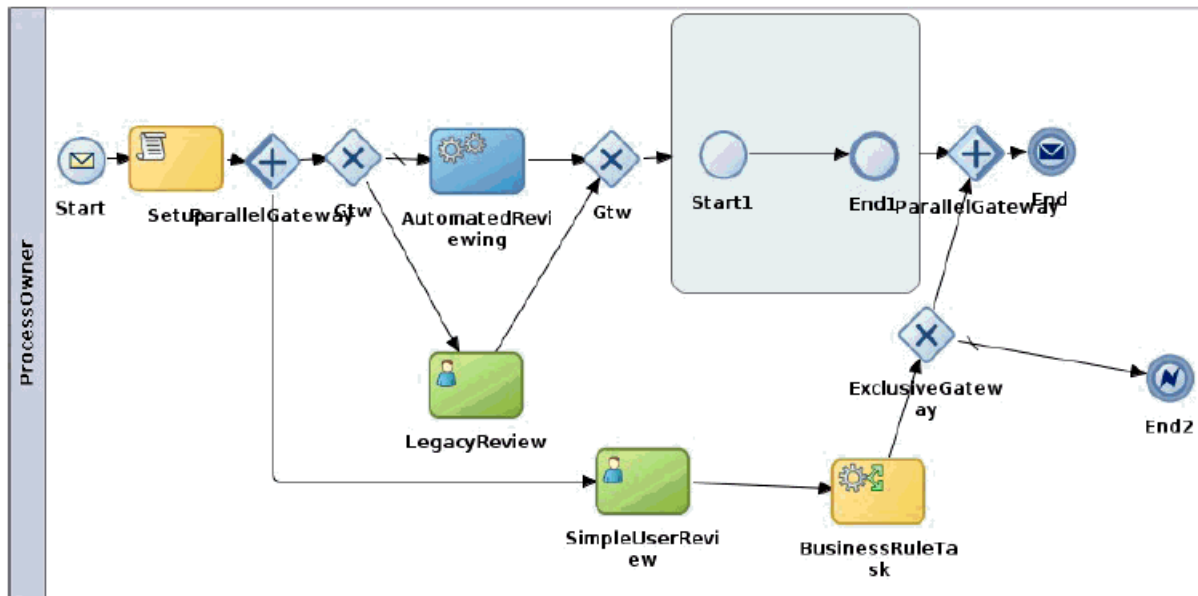 ProcessOwner
Start
Setup
ParallelGateway
Gtw
AutomatedRevi
ewing
Gtw
Start1
End1
ParallelGateway
End
LegacyReview
ExclusiveGatew
ay
End2
SimpleUserRevi
ew
BusinessRuleTa
sk